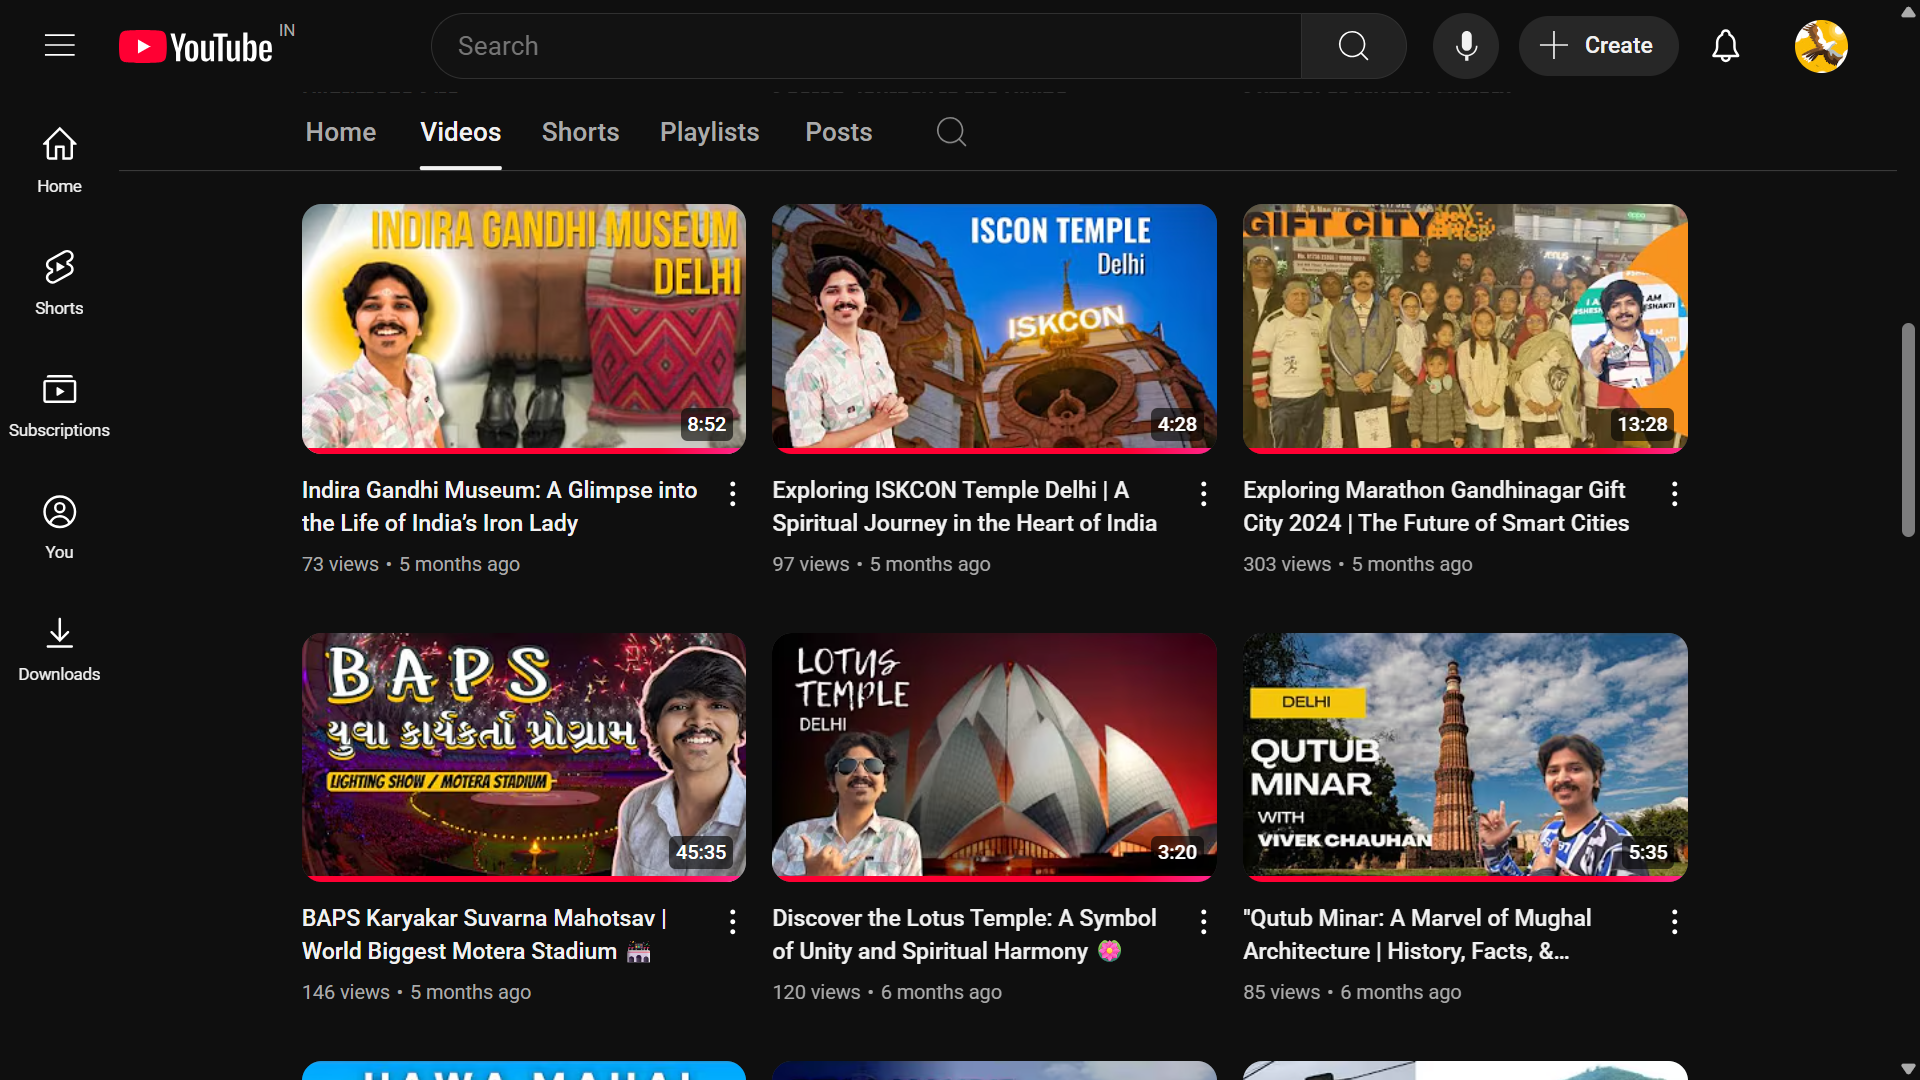 YouTube IN
Search
Create
Home
Shorts
Subscriptions
You
Downloads
Home Videos Shorts Playlists Posts
INDIRA GANDHI MUSEUM
DELHI
8:52
Indira Gandhi Museum: A Glimpse into
the Life of India’s Iron Lady
73 views • 5 months ago
ISCON TEMPLE
Delhi
ISKCON
4:28
Exploring ISKCON Temple Delhi | A
Spiritual Journey in the Heart of India
97 views • 5 months ago
GIFT CITY
oppo
VENUS
I AM
13:28
Exploring Marathon Gandhinagar Gift
City 2024 | The Future of Smart Cities
303 views • 5 months ago
BAPS
યુવા કાર્યકર્તા પ્રોગ્રામ
LIGHTING SHOW / MOTERA STADIUM
45:35
BAPS Karyakar Suvarna Mahotsav |
World Biggest Motera Stadium 🏟️
146 views • 5 months ago
LOTUS
TEMPLE
DELHI
3:20
Discover the Lotus Temple: A Symbol
of Unity and Spiritual Harmony 🌸
120 views • 6 months ago
DELHI
QUTUB
MINAR
WITH
VIVEK CHAUHAN
5:35
"Qutub Minar: A Marvel of Mughal
Architecture | History, Facts, &...
85 views • 6 months ago
HAWA MAHAL